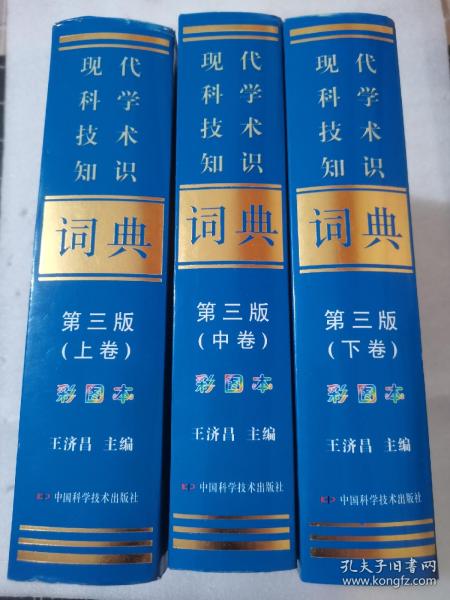 现代
科学
技术
知识
词典
第三版
(上卷)
彩图本
王济昌 主编
中国科学技术出版社
现代
科学
技术
知识
词典
第三版
(中卷)
彩图本
王济昌 主编
中国科学技术出版社
现代
科学
技术
知识
词典
第三版
(下卷)
彩图本
王济昌 主编
中国科学技术出版社
孔夫子旧书网
www.kongfz.com